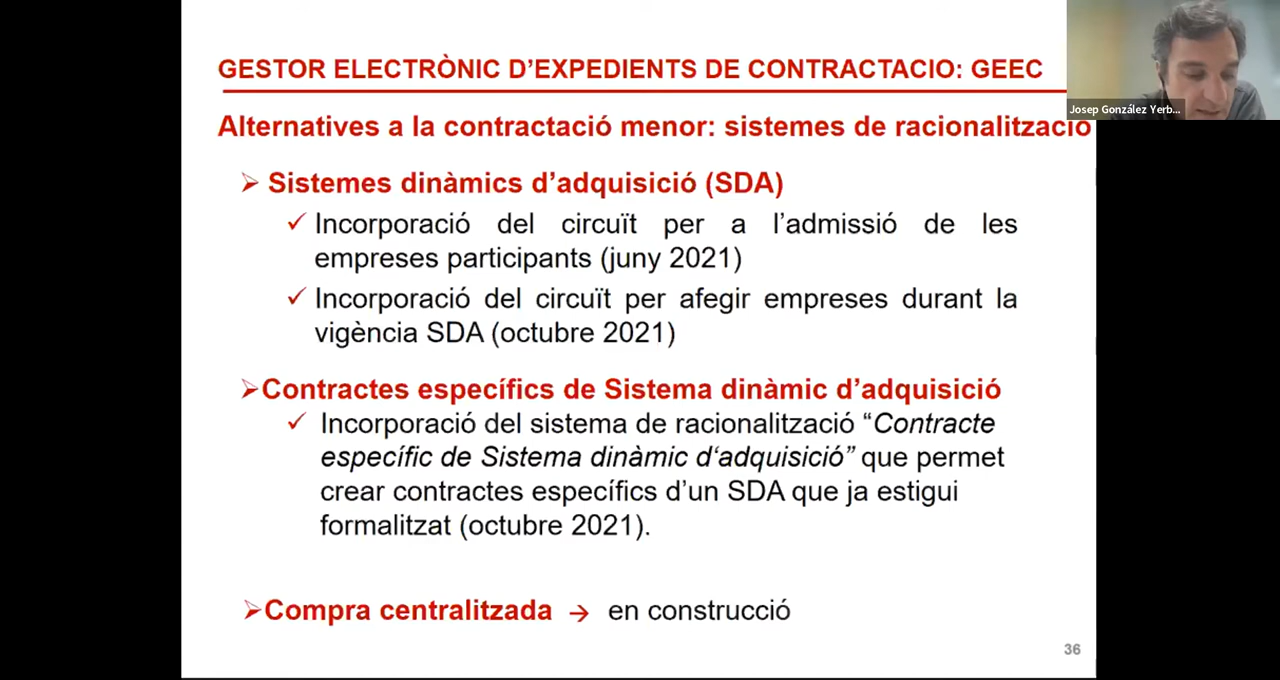 GESTOR ELECTRÒNIC D'EXPEDIENTS DE CONTRACTACIO: GEEC
Josep González Yerb...
Alternatives a la contractació menor: sistemes de racionalització
➢ Sistemes dinàmics d'adquisició (SDA)
✓ Incorporació del circuït per a l'admissió de les
empreses participants (juny 2021)
✓ Incorporació del circuït per afegir empreses durant la
vigència SDA (octubre 2021)
➢Contractes específics de Sistema dinàmic d'adquisició
✓ Incorporació del sistema de racionalització “Contracte
específic de Sistema dinàmic d‘adquisició” que permet
crear contractes específics d'un SDA que ja estigui
formalitzat (octubre 2021).
➢Compra centralitzada → en construcció
36